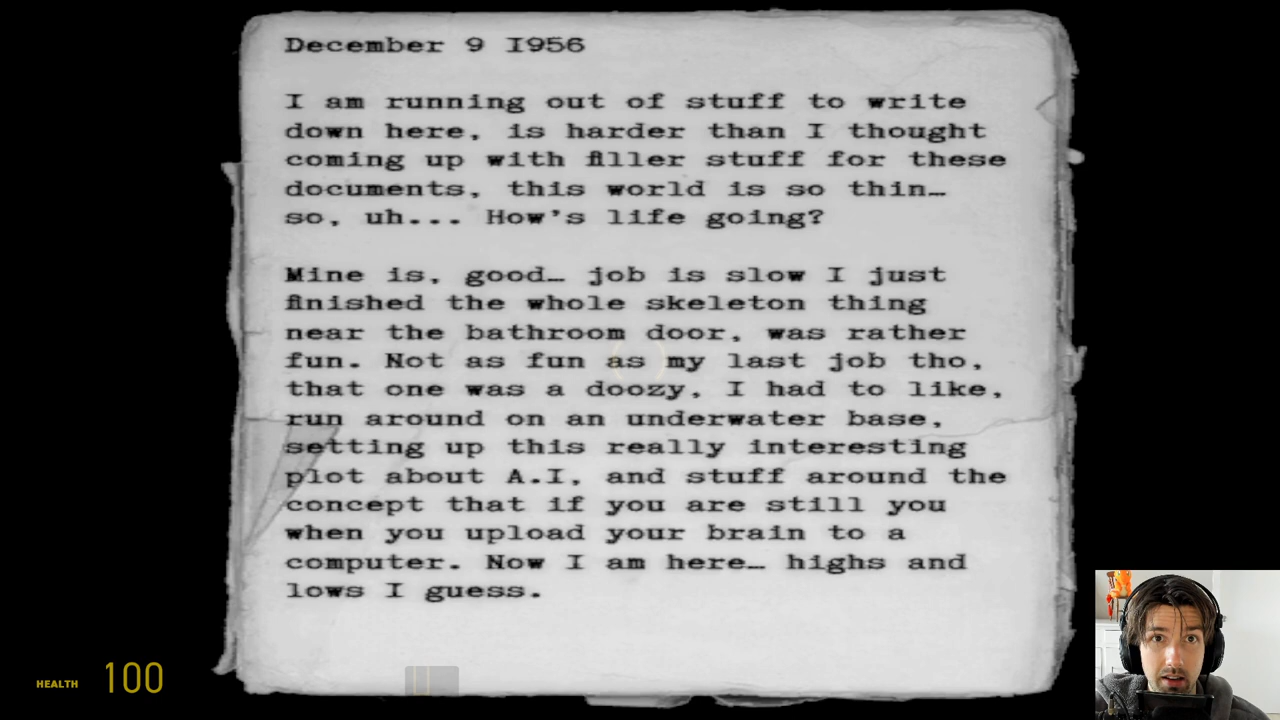 December 9 1956
I am running out of stuff to write
down here, is harder than I thought
coming up with filler stuff for these
documents, this world is so thin…
so, uh... How's life going?
Mine is, good… job is slow I just
finished the whole skeleton thing
near the bathroom door, was rather
fun. Not as fun as my last job tho,
that one was a doozy, I had to like,
run around on an underwater base,
setting up this really interesting
plot about A.I, and stuff around the
concept that if you are still you
when you upload your brain to a
computer. Now I am here… highs and
lows I guess.
HEALTH 100